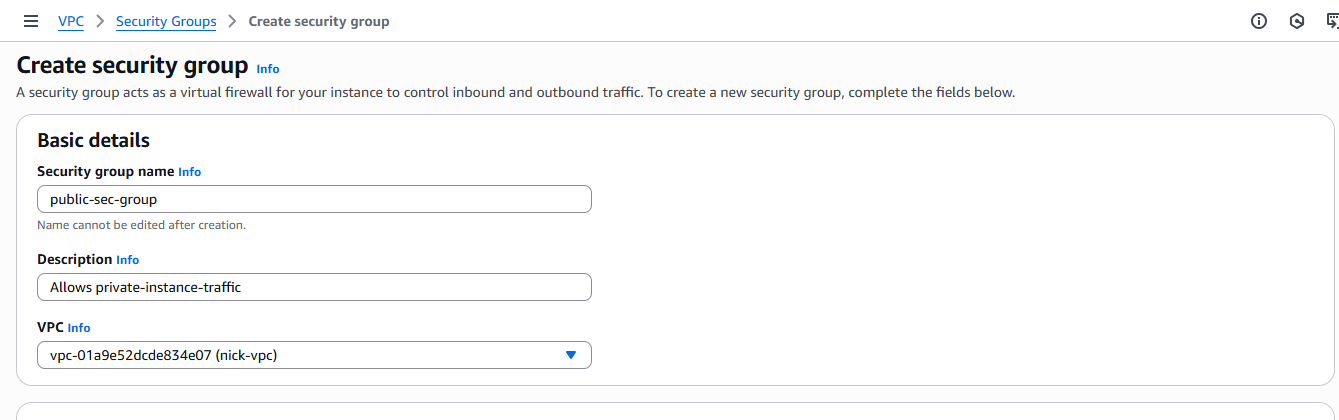 VPC > Security Groups > Create security group
Create security group Info
A security group acts as a virtual firewall for your instance to control inbound and outbound traffic. To create a new security group, complete the fields below.
Basic details
Security group name Info
public-sec-group
Name cannot be edited after creation.
Description Info
Allows private-instance-traffic
VPC Info
vpc-01a9e52dcde834e07 (nick-vpc)